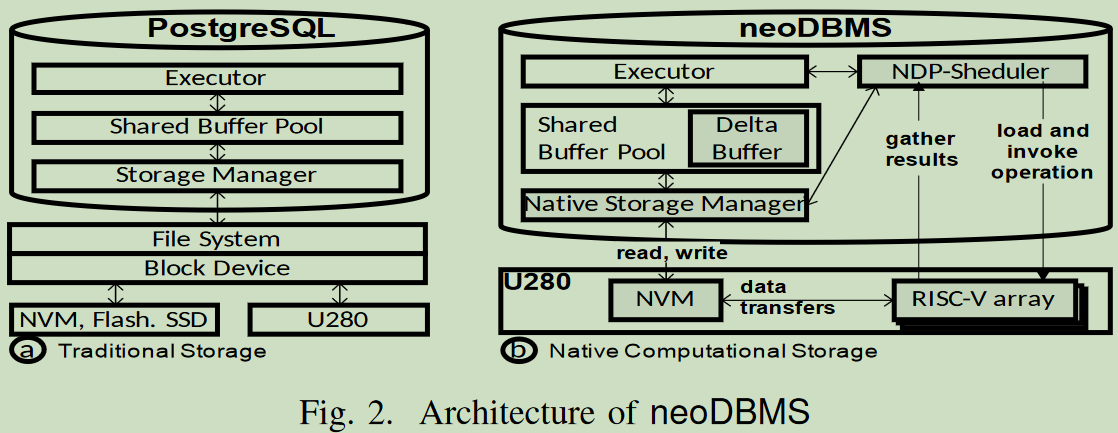 PostgreSQL
Executor
Shared Buffer Pool
Storage Manager
File System
Block Device
NVM, Flash. SSD
U280
a Traditional Storage
neoDBMS
Executor
NDP-Sheduler
Shared
Buffer Pool
Delta
Buffer
Native Storage Manager
gather
results
load and
invoke
operation
read, write
U280
NVM
data
transfers
RISC-V array
b Native Computational Storage
Fig. 2. Architecture of neoDBMS